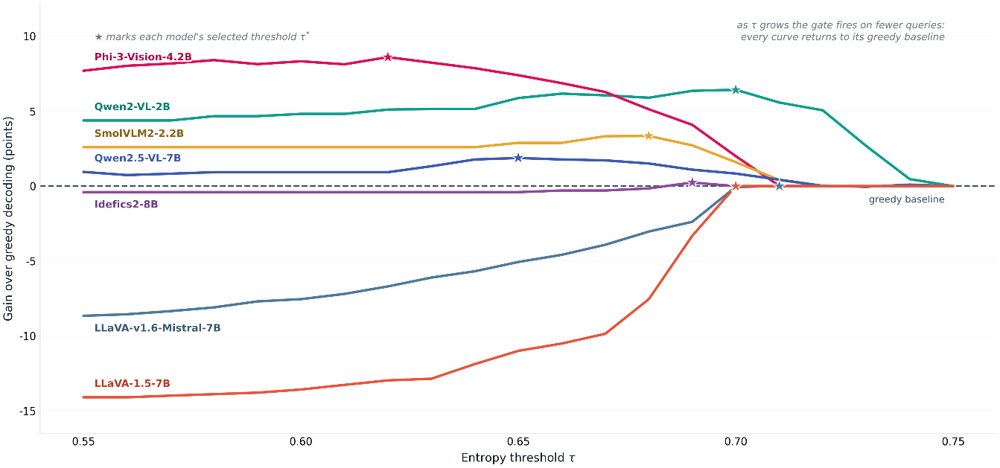 ★ marks each model's selected threshold τ*
as τ grows the gate fires on fewer queries:
every curve returns to its greedy baseline
Phi-3-Vision-4.2B
Qwen2-VL-2B
SmolVLM2-2.2B
Qwen2.5-VL-7B
Idefics2-8B
greedy baseline
LLaVA-v1.6-Mistral-7B
LLaVA-1.5-7B
Gain over greedy decoding (points)
10
5
0
-5
-10
-15
0.55 0.60 0.65 0.70 0.75
Entropy threshold τ